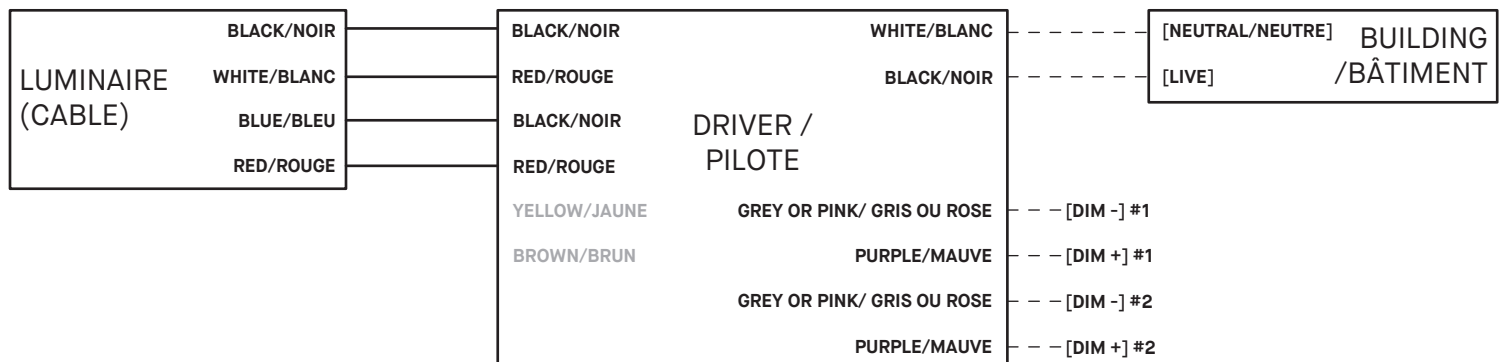 BLACK/NOIR
WHITE/BLANC
BLUE/BLEU
RED/ROUGE
LUMINAIRE
(CABLE)
BLACK/NOIR
RED/ROUGE
BLACK/NOIR
RED/ROUGE
YELLOW/JAUNE
BROWN/BRUN
DRIVER /
PILOTE
WHITE/BLANC
BLACK/NOIR
GREY OR PINK/ GRIS OU ROSE
PURPLE/MAUVE
GREY OR PINK/ GRIS OU ROSE
PURPLE/MAUVE
[NEUTRAL/NEUTRE]
[LIVE]
BUILDING
/BÂTIMENT
[DIM -] #1
[DIM +] #1
[DIM -] #2
[DIM +] #2